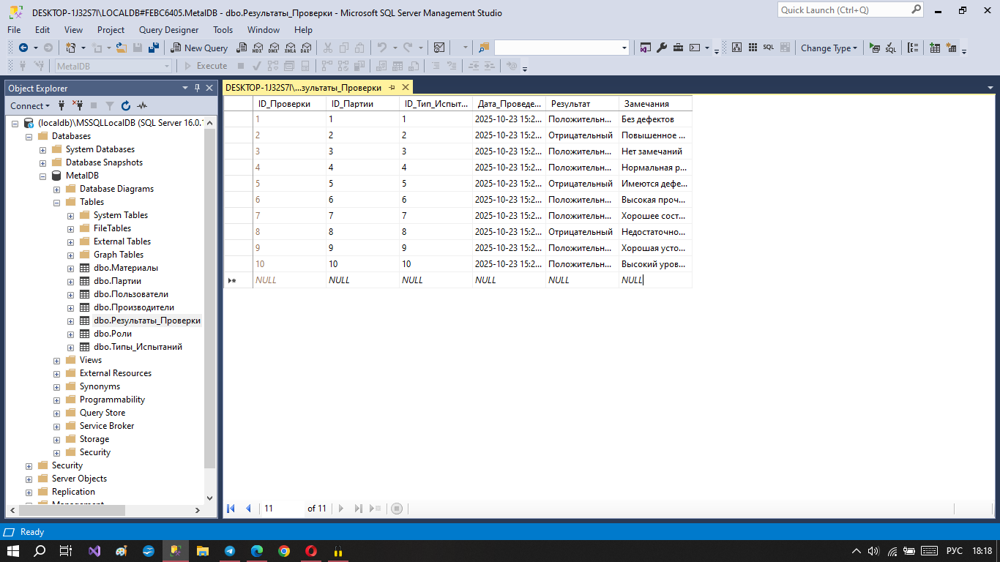 DESKTOP-1J32S7I\LOCALDB#FEBC6405.MetalDB - dbo.Результаты_Проверки - Microsoft SQL Server Management Studio
Quick Launch (Ctrl+Q)
File Edit View Project Query Designer Tools Window Help
New Query MDX DMX XMLA DAX SQL Change Type
MetalDB Execute
Object Explorer
DESKTOP-1J32S7I\...зультаты_Проверки
Connect
(localdb)\MSSQLLocalDB (SQL Server 16.0.1
Databases
System Databases
Database Snapshots
MetalDB
Database Diagrams
Tables
System Tables
FileTables
External Tables
Graph Tables
dbo.Материалы
dbo.Партии
dbo.Пользователи
dbo.Производители
dbo.Результаты_Проверки
dbo.Роли
dbo.Типы_Испытаний
Views
External Resources
Synonyms
Programmability
Query Store
Service Broker
Storage
Security
Security
Server Objects
Replication
Management
ID_Проверки ID_Партии ID_Тип_Испыт... Дата_Проведе... Результат Замечания
1 1 1 2025-10-23 15:2... Положительн... Без дефектов
2 2 2 2025-10-23 15:2... Отрицательный Повышенное ...
3 3 3 2025-10-23 15:2... Положительн... Нет замечаний
4 4 4 2025-10-23 15:2... Положительн... Нормальная р...
5 5 5 2025-10-23 15:2... Отрицательный Имеются дефе...
6 6 6 2025-10-23 15:2... Положительн... Высокая проч...
7 7 7 2025-10-23 15:2... Положительн... Хорошее сост...
8 8 8 2025-10-23 15:2... Отрицательный Недостаточно...
9 9 9 2025-10-23 15:2... Положительн... Хорошая усто...
10 10 10 2025-10-23 15:2... Положительн... Высокий уров...
NULL NULL NULL NULL NULL NULL
11 of 11
Ready
РУС 18:18